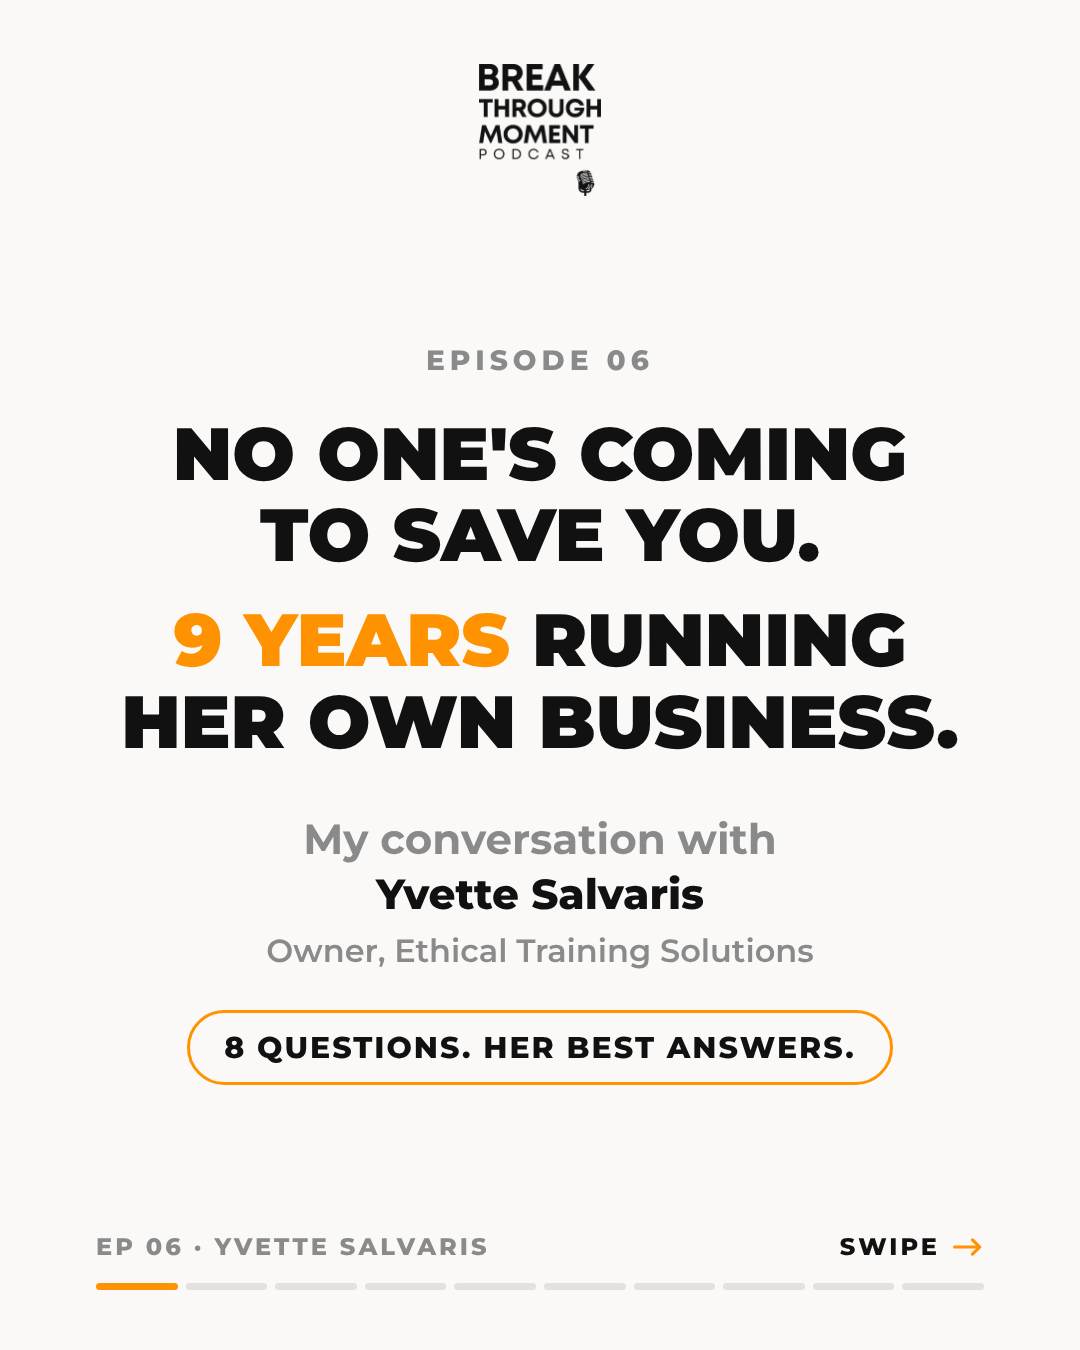 BREAK
THROUGH
MOMENT
PODCAST
EPISODE 06
NO ONE'S COMING
TO SAVE YOU.
9 YEARS RUNNING
HER OWN BUSINESS.
My conversation with
Yvette Salvaris
Owner, Ethical Training Solutions
8 QUESTIONS. HER BEST ANSWERS.
EP 06 · YVETTE SALVARIS
SWIPE →